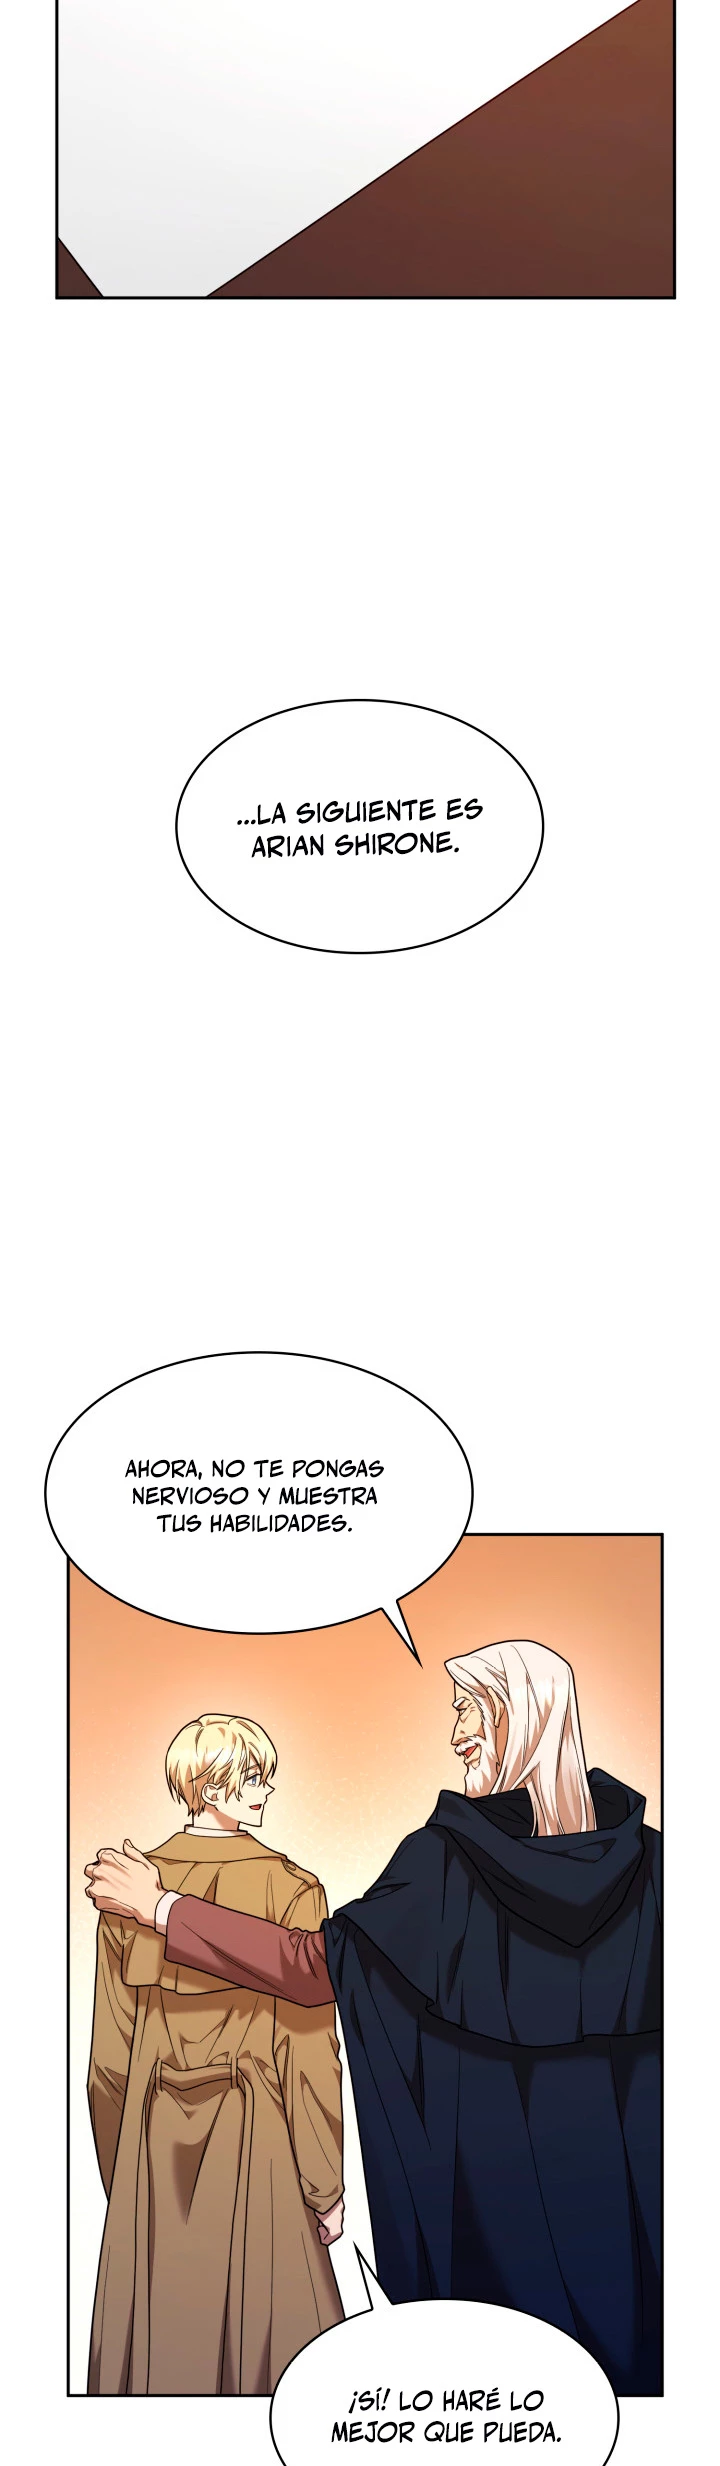 ...LA SIGUIENTE ES
ARIAN SHIRONE.
AHORA, NO TE PONGAS
NERVIOSO Y MUESTRA
TUS HABILIDADES.
¡SÍ! LO HARÉ LO
MEJOR QUE PUEDA.